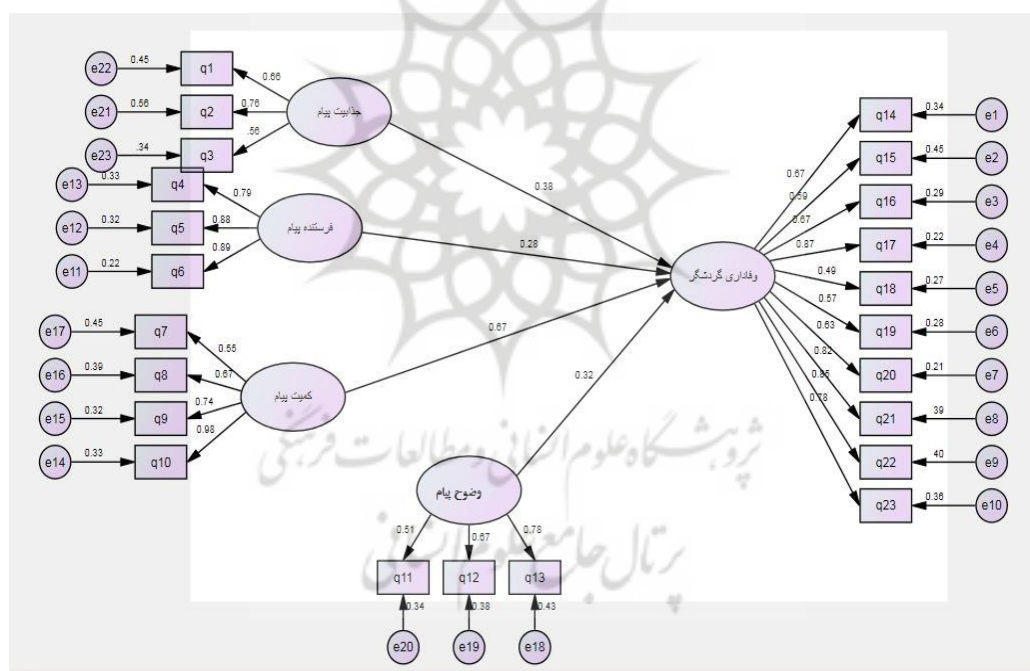 e22 0.45 q1 0.66
e21 0.56 q2 0.76
e23 .34 q3 .56
جذابیت پیام
0.38
e13 0.33 q4 0.79
e12 0.32 q5 0.88
e11 0.22 q6 0.89
فرستنده پیام
0.28
e17 0.45 q7 0.55
e16 0.39 q8 0.67
e15 0.32 q9 0.74
e14 0.33 q10 0.98
کمیت پیام
0.67
وضوح پیام
0.32
0.51 0.67 0.78
q11 q12 q13
0.34 0.38 0.43
e20 e19 e18
وفاداری گردشگر
0.67 q14 0.34 e1
0.59 q15 0.45 e2
0.67 q16 0.29 e3
0.87 q17 0.22 e4
0.49 q18 0.27 e5
0.57 q19 0.28 e6
0.63 q20 0.21 e7
0.82 q21 39 e8
0.85 q22 40 e9
0.78 q23 0.36 e10
پژوهشگاه علوم انسانی و مطالعات فرهنگی
پرتال جامع علوم انسانی